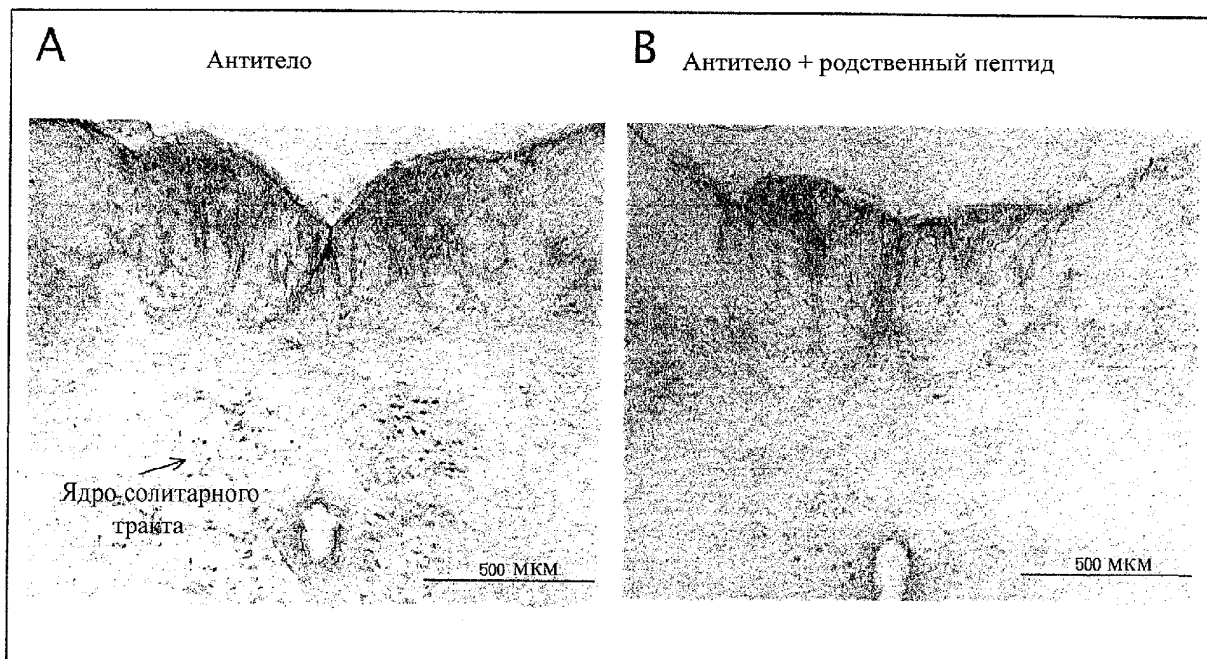 A
Антитело
B
Антитело + родственный пептид
Ядро солитарного
тракта
500 МКМ
500 МКМ